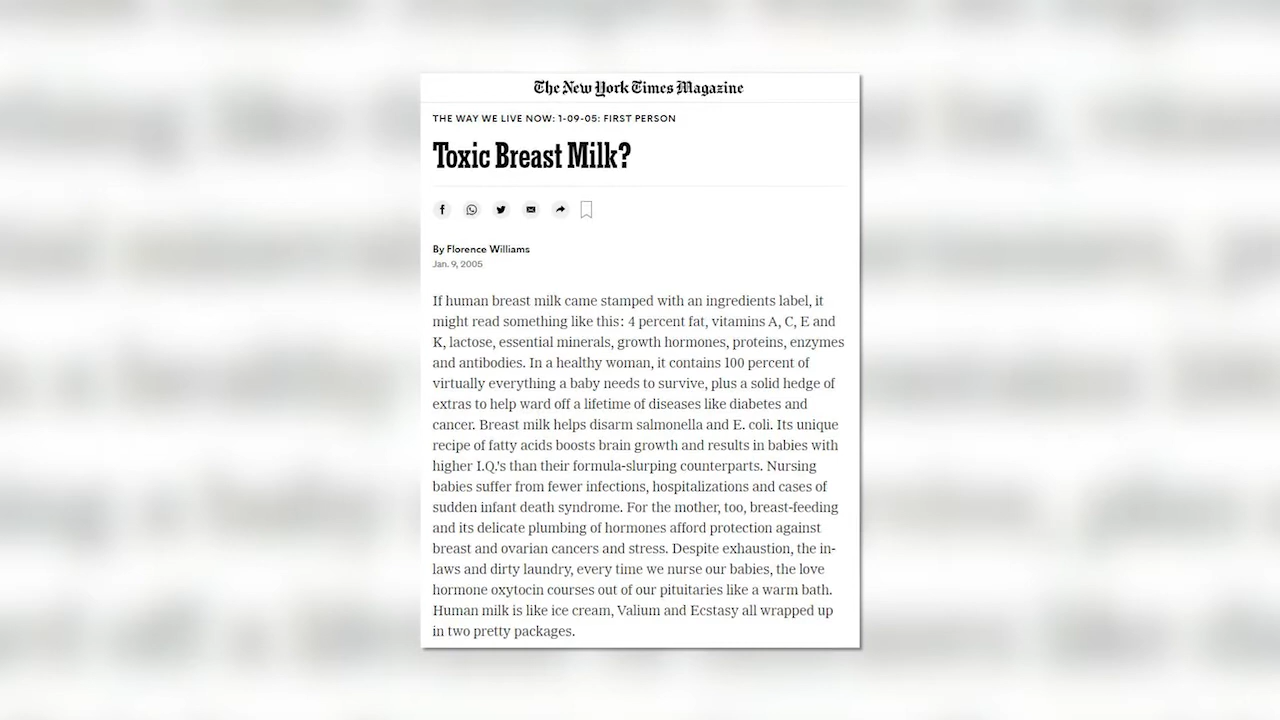 The New York Times Magazine
THE WAY WE LIVE NOW: 1-09-05: FIRST PERSON
Toxic Breast Milk?
By Florence Williams
Jan. 9, 2005
If human breast milk came stamped with an ingredients label, it
might read something like this: 4 percent fat, vitamins A, C, E and
K, lactose, essential minerals, growth hormones, proteins, enzymes
and antibodies. In a healthy woman, it contains 100 percent of
virtually everything a baby needs to survive, plus a solid hedge of
extras to help ward off a lifetime of diseases like diabetes and
cancer. Breast milk helps disarm salmonella and E. coli. Its unique
recipe of fatty acids boosts brain growth and results in babies with
higher I.Q.'s than their formula-slurping counterparts. Nursing
babies suffer from fewer infections, hospitalizations and cases of
sudden infant death syndrome. For the mother, too, breast-feeding
and its delicate plumbing of hormones afford protection against
breast and ovarian cancers and stress. Despite exhaustion, the in-
laws and dirty laundry, every time we nurse our babies, the love
hormone oxytocin courses out of our pituitaries like a warm bath.
Human milk is like ice cream, Valium and Ecstasy all wrapped up
in two pretty packages.